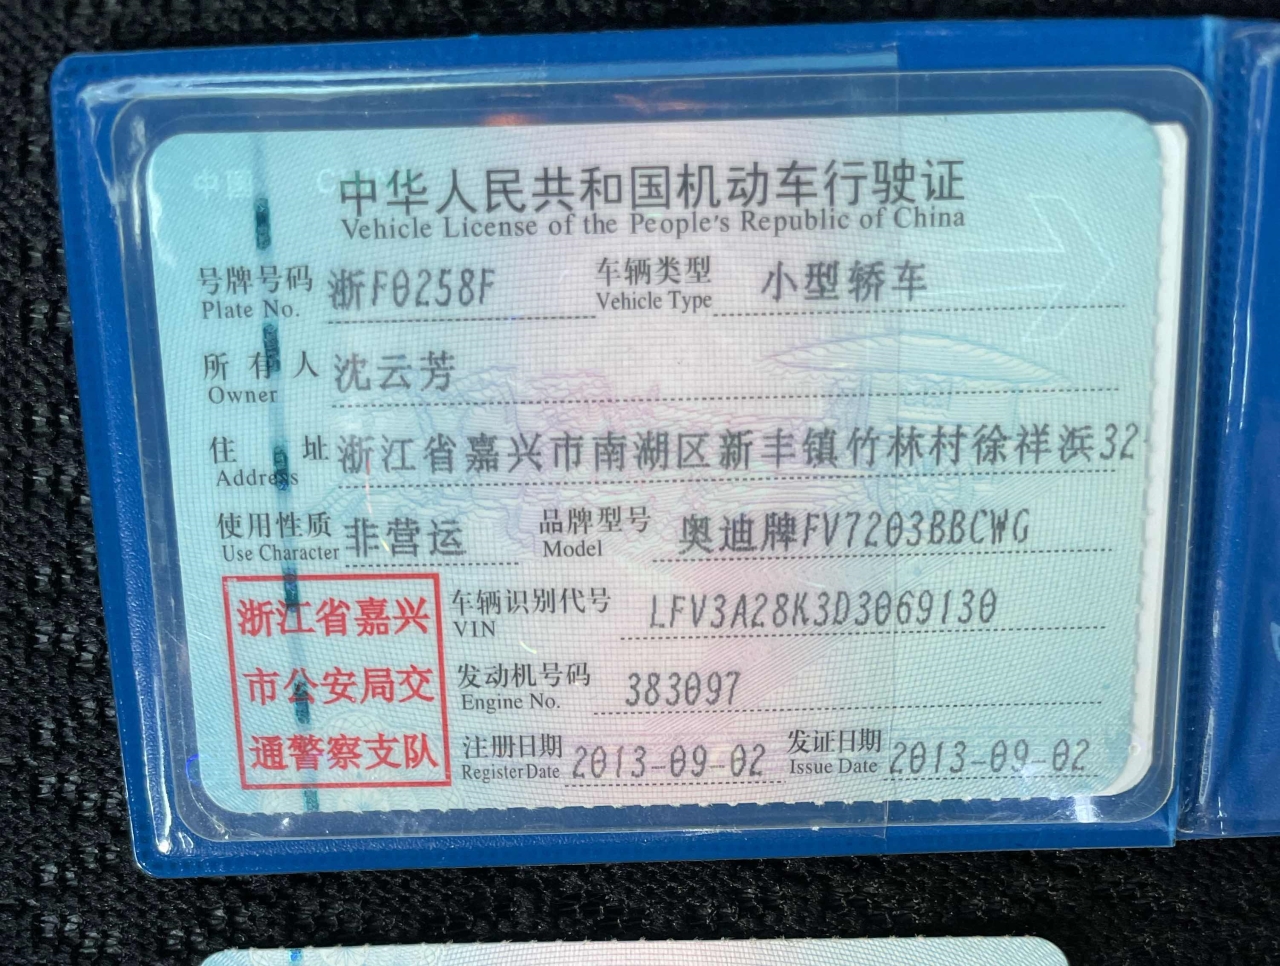 中华人民共和国机动车行驶证
Vehicle License of the People's Republic of China
号牌号码 浙F0258F 车辆类型 小型轿车
Plate No. Vehicle Type
所有人 沈云芳
Owner
住址 浙江省嘉兴市南湖区新丰镇竹林村徐祥浜32
Address
使用性质 非营运 品牌型号 奥迪牌FV7203BBCWG
Use Character Model
浙江省嘉兴
市公安局交
通警察支队
车辆识别代号 LFV3A28K3D3069130
VIN
发动机号码 383097
Engine No.
注册日期 2013-09-02 发证日期 2013-09-02
Register Date Issue Date